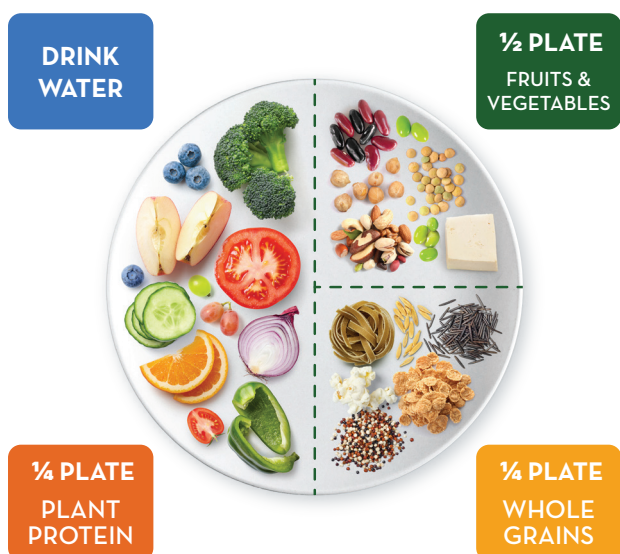 DRINK
WATER
½ PLATE
FRUITS &
VEGETABLES
¼ PLATE
PLANT
PROTEIN
¼ PLATE
WHOLE
GRAINS